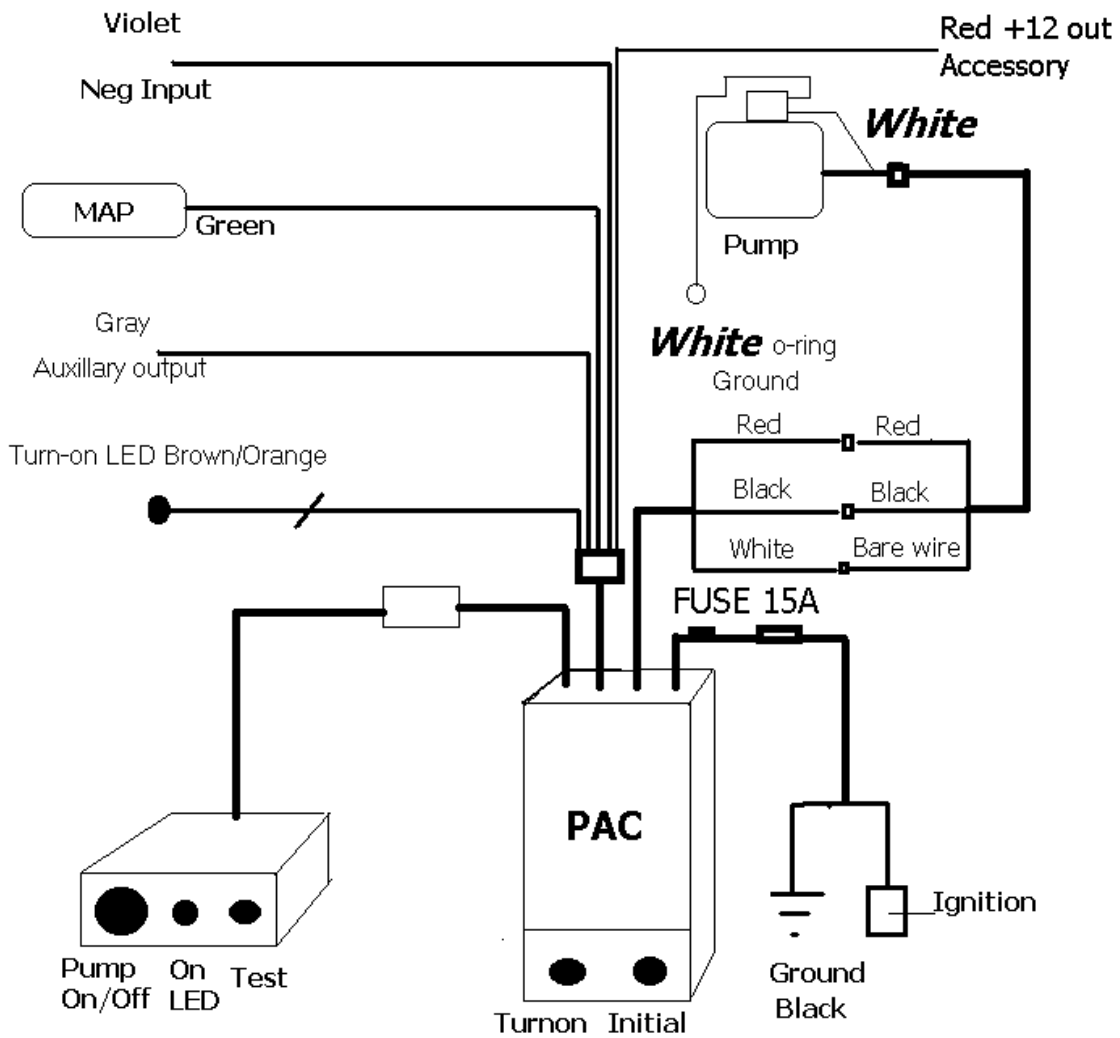 Violet
Neg Input
Red +12 out
Accessory
White
MAP
Green
Pump
Gray
Auxillary output
White o-ring
Ground
Red
Red
Turn-on LED Brown/Orange
Black
Black
White
Bare wire
FUSE 15A
PAC
Ignition
Pump
On/Off
On
LED
Test
Ground
Black
Turnon
Initial